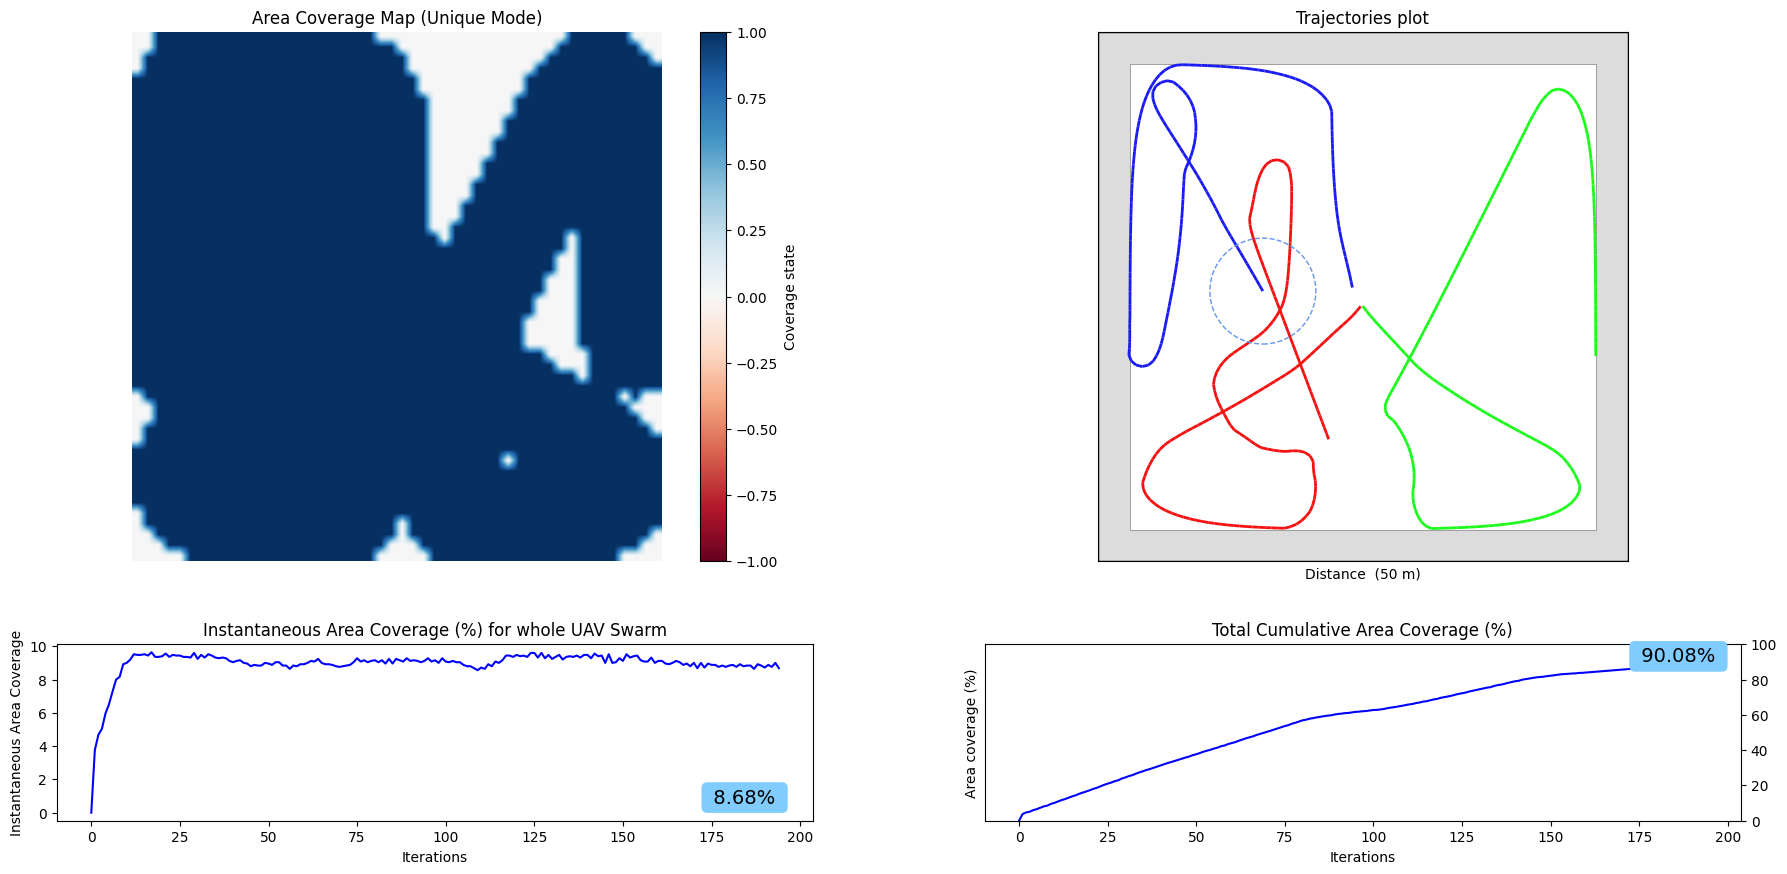 Area Coverage Map (Unique Mode)
1.00
0.75
0.50
0.25
0.00
−0.25
−0.50
−0.75
−1.00
Coverage state
Trajectories plot
Distance  (50 m)
Instantaneous Area Coverage (%) for whole UAV Swarm
Instantaneous Area Coverage
10
8
6
4
2
0
8.68%
0 25 50 75 100 125 150 175 200
Iterations
Total Cumulative Area Coverage (%)
Area coverage (%)
90.08%
100
80
60
40
20
0
0 25 50 75 100 125 150 175 200
Iterations